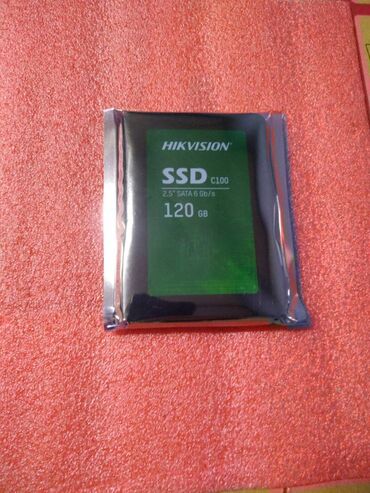 HIKVISION
SSD C100
2.5" SATA 6 Gb/s
120 GB